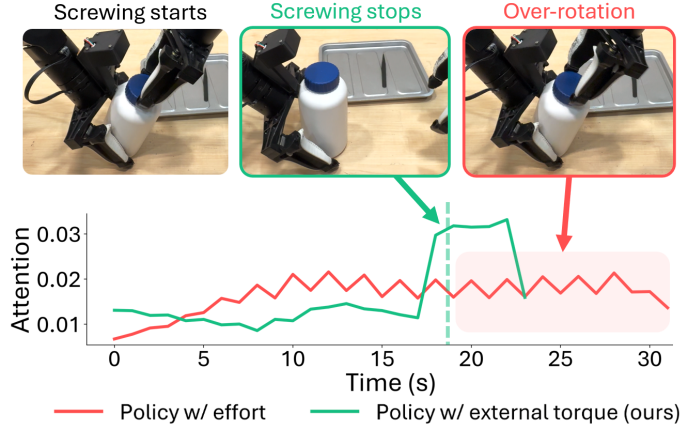 Screwing starts
Screwing stops
Over-rotation
Attention
0.03
0.02
0.01
0
5
10
15
20
25
30
Time (s)
Policy w/ effort
Policy w/ external torque (ours)